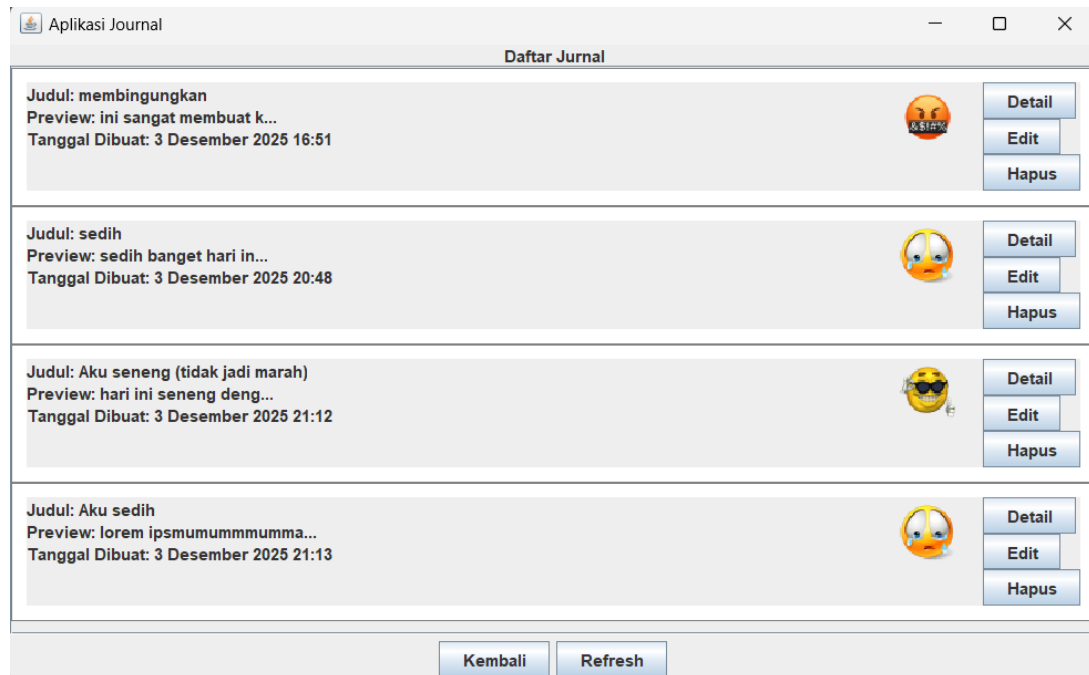 Aplikasi Journal
Daftar Jurnal
Judul: membingungkan
Preview: ini sangat membuat k...
Tanggal Dibuat: 3 Desember 2025 16:51
&$!#%
Detail
Edit
Hapus
Judul: sedih
Preview: sedih banget hari in...
Tanggal Dibuat: 3 Desember 2025 20:48
Detail
Edit
Hapus
Judul: Aku seneng (tidak jadi marah)
Preview: hari ini seneng deng...
Tanggal Dibuat: 3 Desember 2025 21:12
Detail
Edit
Hapus
Judul: Aku sedih
Preview: lorem ipsmumummmumma...
Tanggal Dibuat: 3 Desember 2025 21:13
Detail
Edit
Hapus
Kembali
Refresh